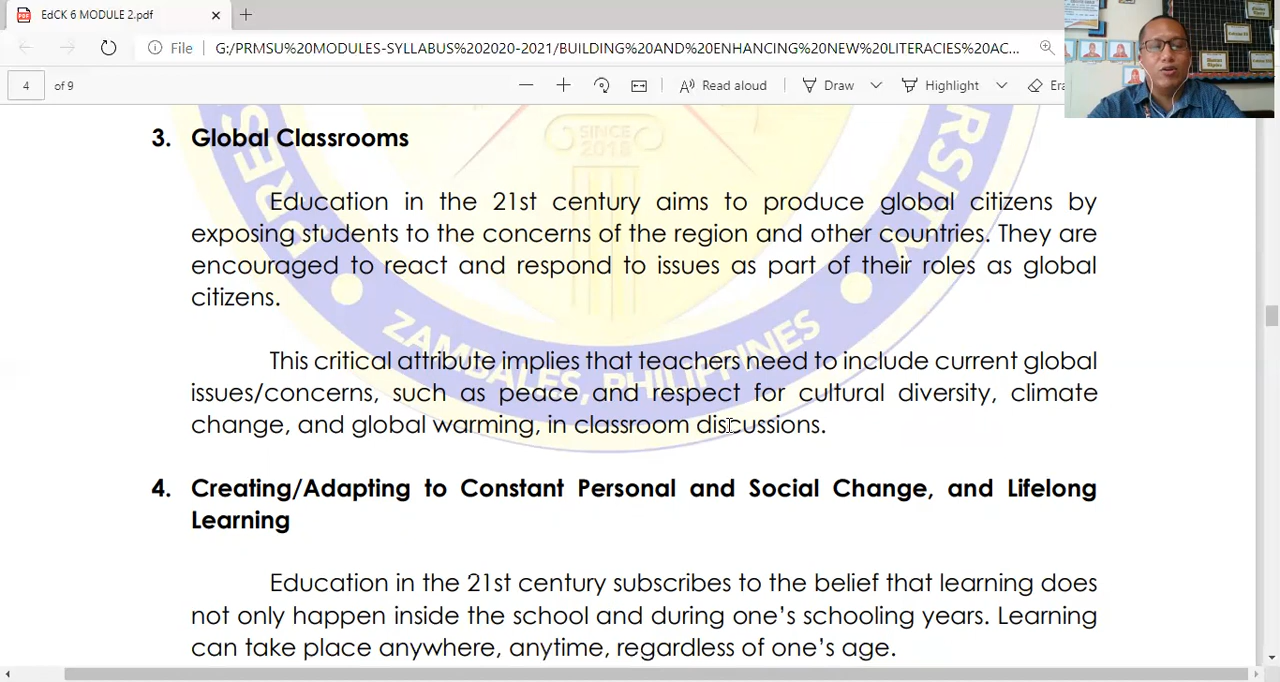 EdCK 6 MODULE 2.pdf
File
G:/PRMSU%20MODULES-SYLLABUS%202020-2021/BUILDING%20AND%20ENHANCING%20NEW%20LITERACIES%20AC...
4 of 9
Read aloud
Draw
Highlight
Era
SINCE
2018
PRES
RSITY
ZAMBALES, PHILIPPINES
3. Global Classrooms
Education in the 21st century aims to produce global citizens by
exposing students to the concerns of the region and other countries. They are
encouraged to react and respond to issues as part of their roles as global
citizens.
This critical attribute implies that teachers need to include current global
issues/concerns, such as peace and respect for cultural diversity, climate
change, and global warming, in classroom discussions.
4. Creating/Adapting to Constant Personal and Social Change, and Lifelong
Learning
Education in the 21st century subscribes to the belief that learning does
not only happen inside the school and during one's schooling years. Learning
can take place anywhere, anytime, regardless of one's age.